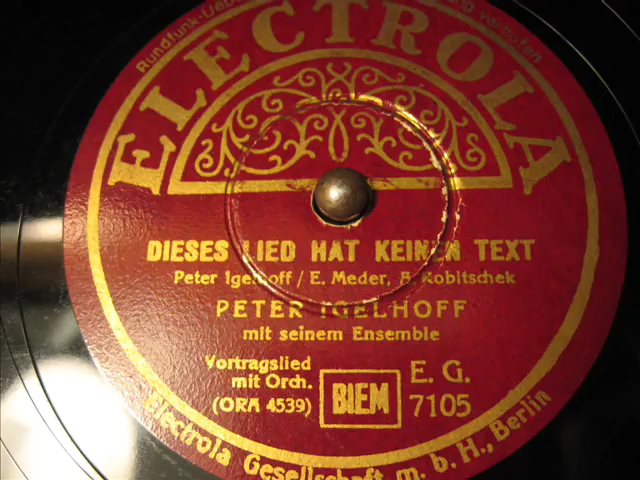 Rundfunk-
verboten
ELECTROLA
DIESES LIED HAT KEINEN TEXT
Peter Igelhoff / E. Meder, A. Robitschek
PETER IGELHOFF
mit seinem Ensemble
Vortragslied
mit Orch.
(ORA 4539)
BIEM
E. G.
7105
Electrola Gesellschaft m. b. H., Berlin